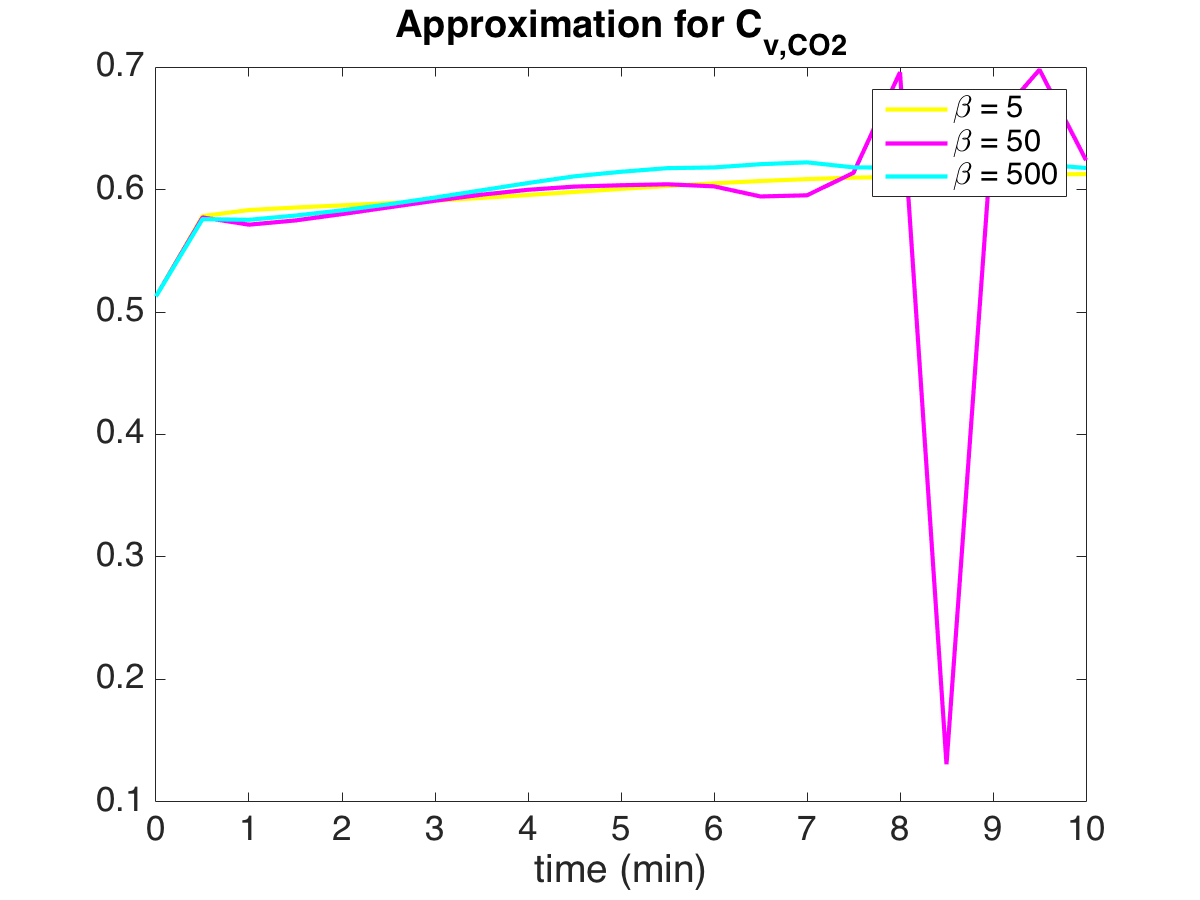 Approximation for C_v,CO2
0.7
0.6
0.5
0.4
0.3
0.2
0.1
β = 5
β = 50
β = 500
0 1 2 3 4 5 6 7 8 9 10
time (min)